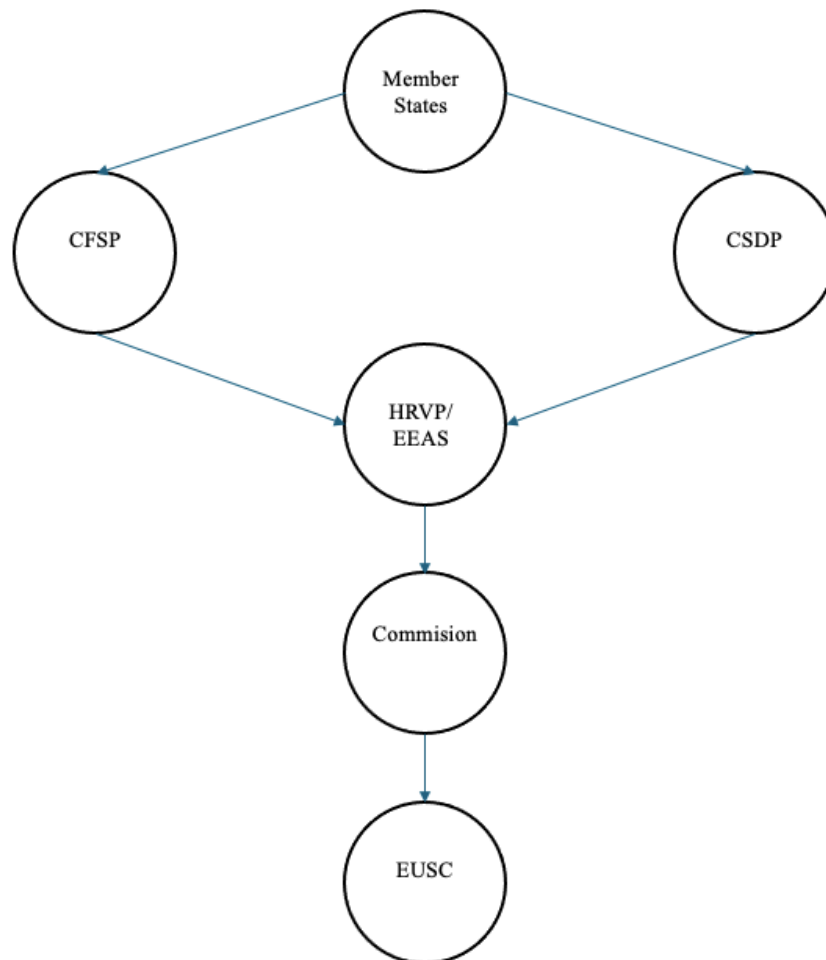 Member
States
CFSP
CSDP
HRVP/
EEAS
Commision
EUSC